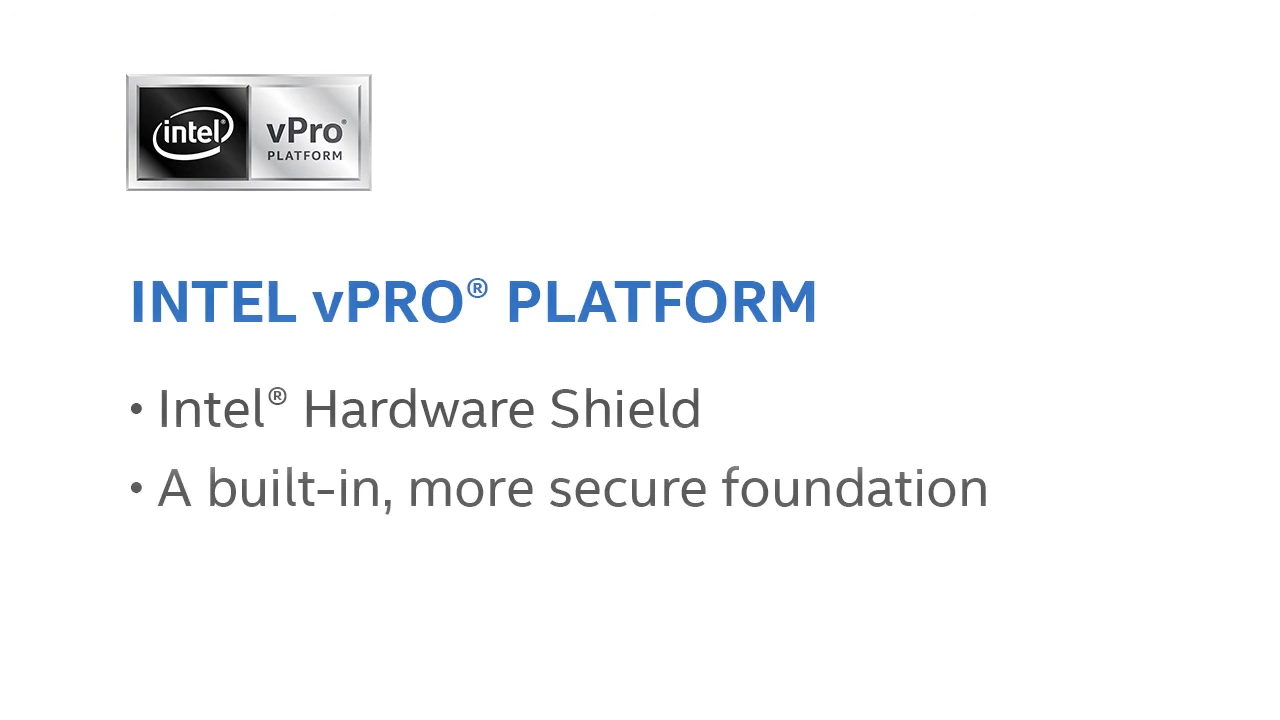 intel® vPro®
PLATFORM
INTEL vPRO® PLATFORM
• Intel® Hardware Shield
• A built-in, more secure foundation